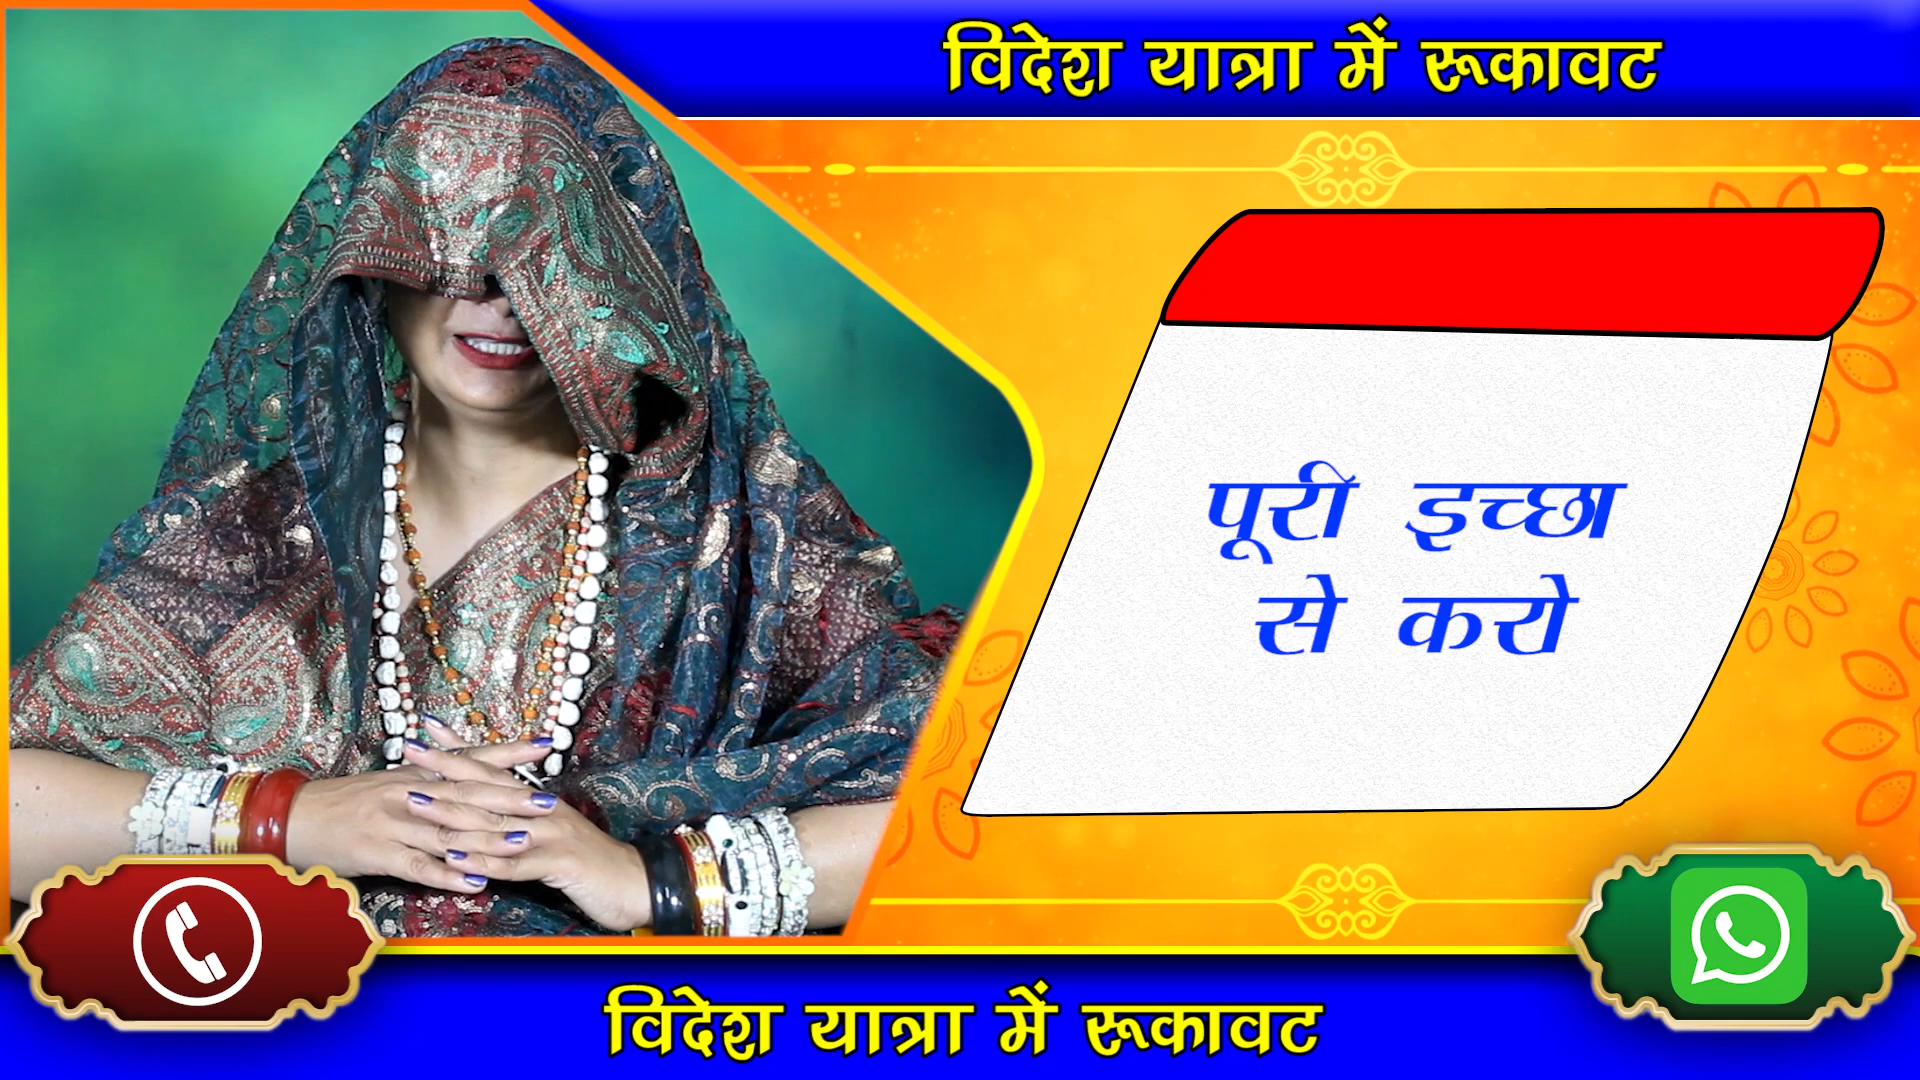 विदेश यात्रा में रूकावट
पूरी इच्छा
से करो
विदेश यात्रा में रूकावट